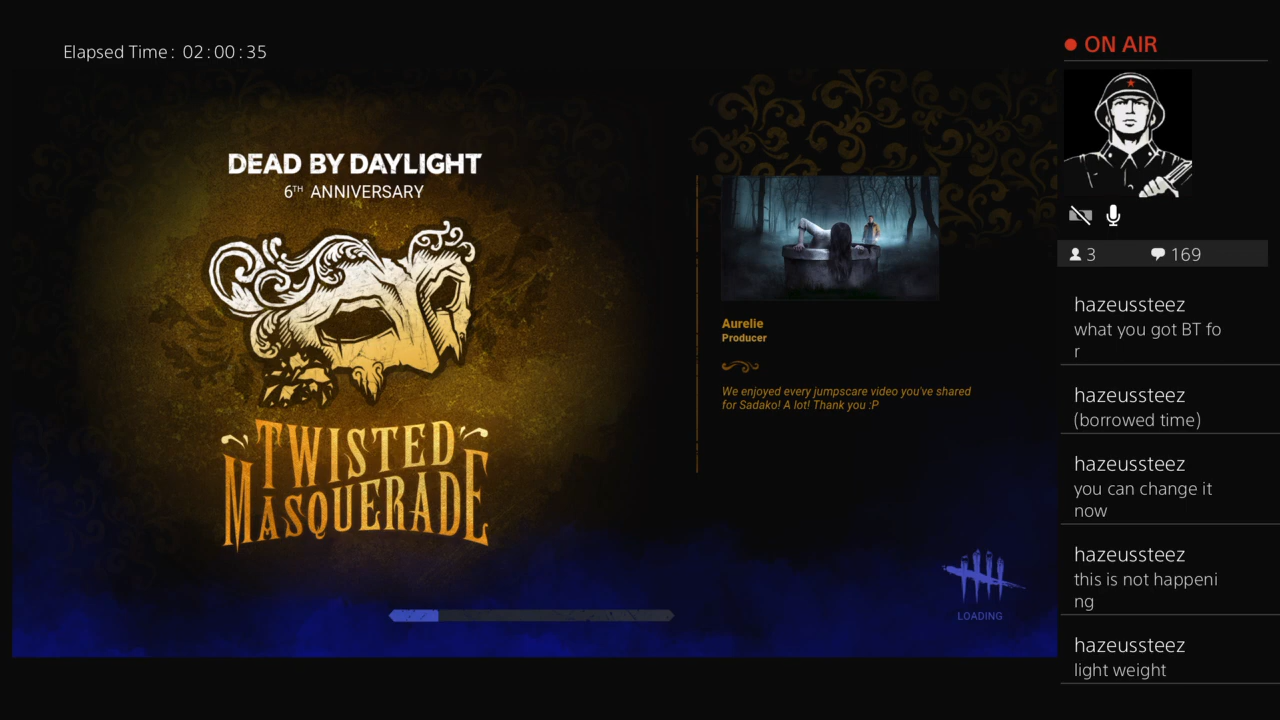 Elapsed Time: 02:00:35
ON AIR
DEAD BY DAYLIGHT
6TH ANNIVERSARY
TWISTED
MASQUERADE
Aurelie
Producer
We enjoyed every jumpscare video you've shared
for Sadako! A lot! Thank you :P
LOADING
3
169
hazeussteez
what you got BT fo
r
hazeussteez
(borrowed time)
hazeussteez
you can change it
now
hazeussteez
this is not happeni
ng
hazeussteez
light weight